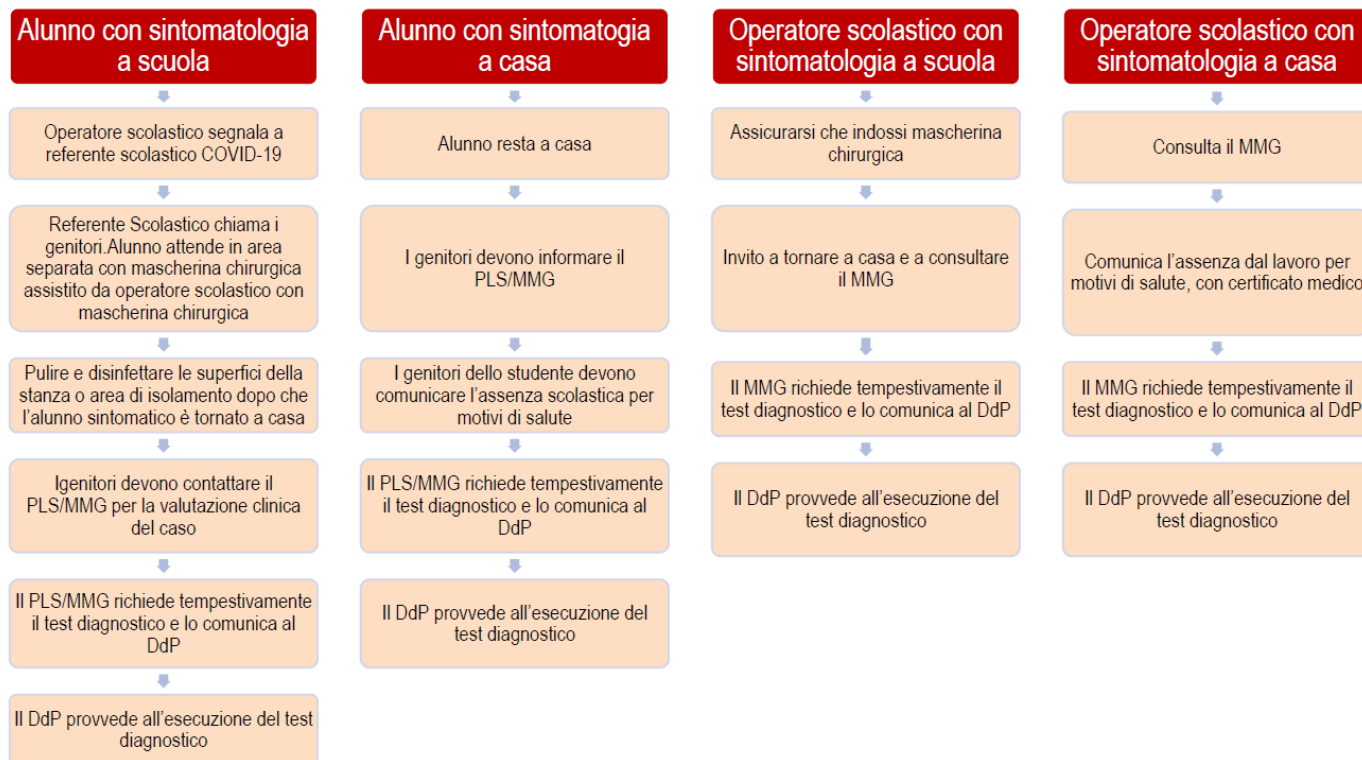 Alunno con sintomatologia
a scuola
Operatore scolastico segnala a
referente scolastico COVID-19
Referente Scolastico chiama i
genitori.Alunno attende in area
separata con mascherina chirurgica
assistito da operatore scolastico con
mascherina chirurgica
Pulire e disinfettare le superfici della
stanza o area di isolamento dopo che
l'alunno sintomatico è tornato a casa
Igenitori devono contattare il
PLS/MMG per la valutazione clinica
del caso
Il PLS/MMG richiede tempestivamente
il test diagnostico e lo comunica al
DdP
Il DdP provvede all'esecuzione del test
diagnostico
Alunno con sintomatogia
a casa
Alunno resta a casa
I genitori devono informare il
PLS/MMG
I genitori dello studente devono
comunicare l'assenza scolastica per
motivi di salute
Il PLS/MMG richiede tempestivamente
il test diagnostico e lo comunica al
DdP
Il DdP provvede all'esecuzione del
test diagnostico
Operatore scolastico con
sintomatologia a scuola
Assicurarsi che indossi mascherina
chirurgica
Invito a tornare a casa e a consultare
il MMG
Il MMG richiede tempestivamente il
test diagnostico e lo comunica al DdP
Il DdP provvede all'esecuzione del
test diagnostico
Operatore scolastico con
sintomatologia a casa
Consulta il MMG
Comunica l'assenza dal lavoro per
motivi di salute, con certificato medico
Il MMG richiede tempestivamente il
test diagnostico e lo comunica al DdP
Il DdP provvede all'esecuzione del
test diagnostico